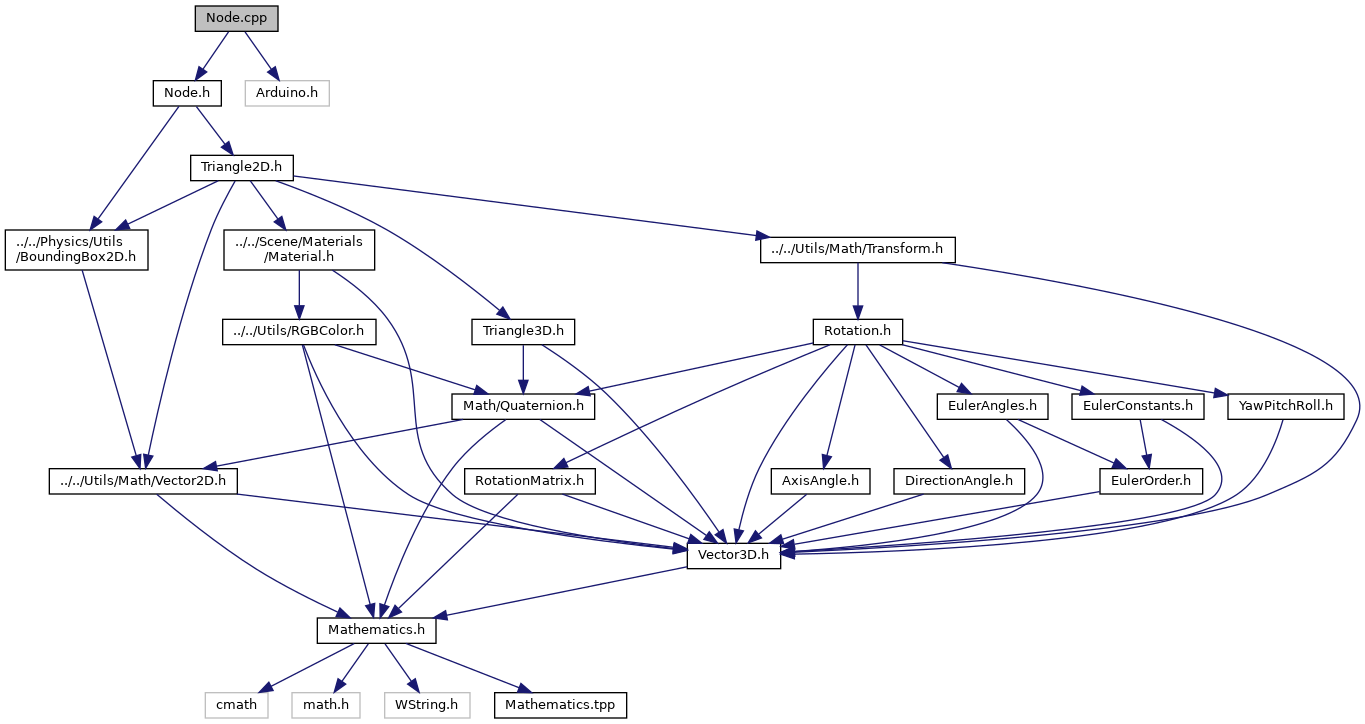 Node.cpp
Node.h
Arduino.h
Triangle2D.h
../../Physics/Utils
/BoundingBox2D.h
../../Scene/Materials
/Material.h
../../Utils/Math/Transform.h
../../Utils/RGBColor.h
Triangle3D.h
Rotation.h
Math/Quaternion.h
EulerAngles.h
EulerConstants.h
YawPitchRoll.h
../../Utils/Math/Vector2D.h
RotationMatrix.h
AxisAngle.h
DirectionAngle.h
EulerOrder.h
Vector3D.h
Mathematics.h
cmath
math.h
WString.h
Mathematics.tpp